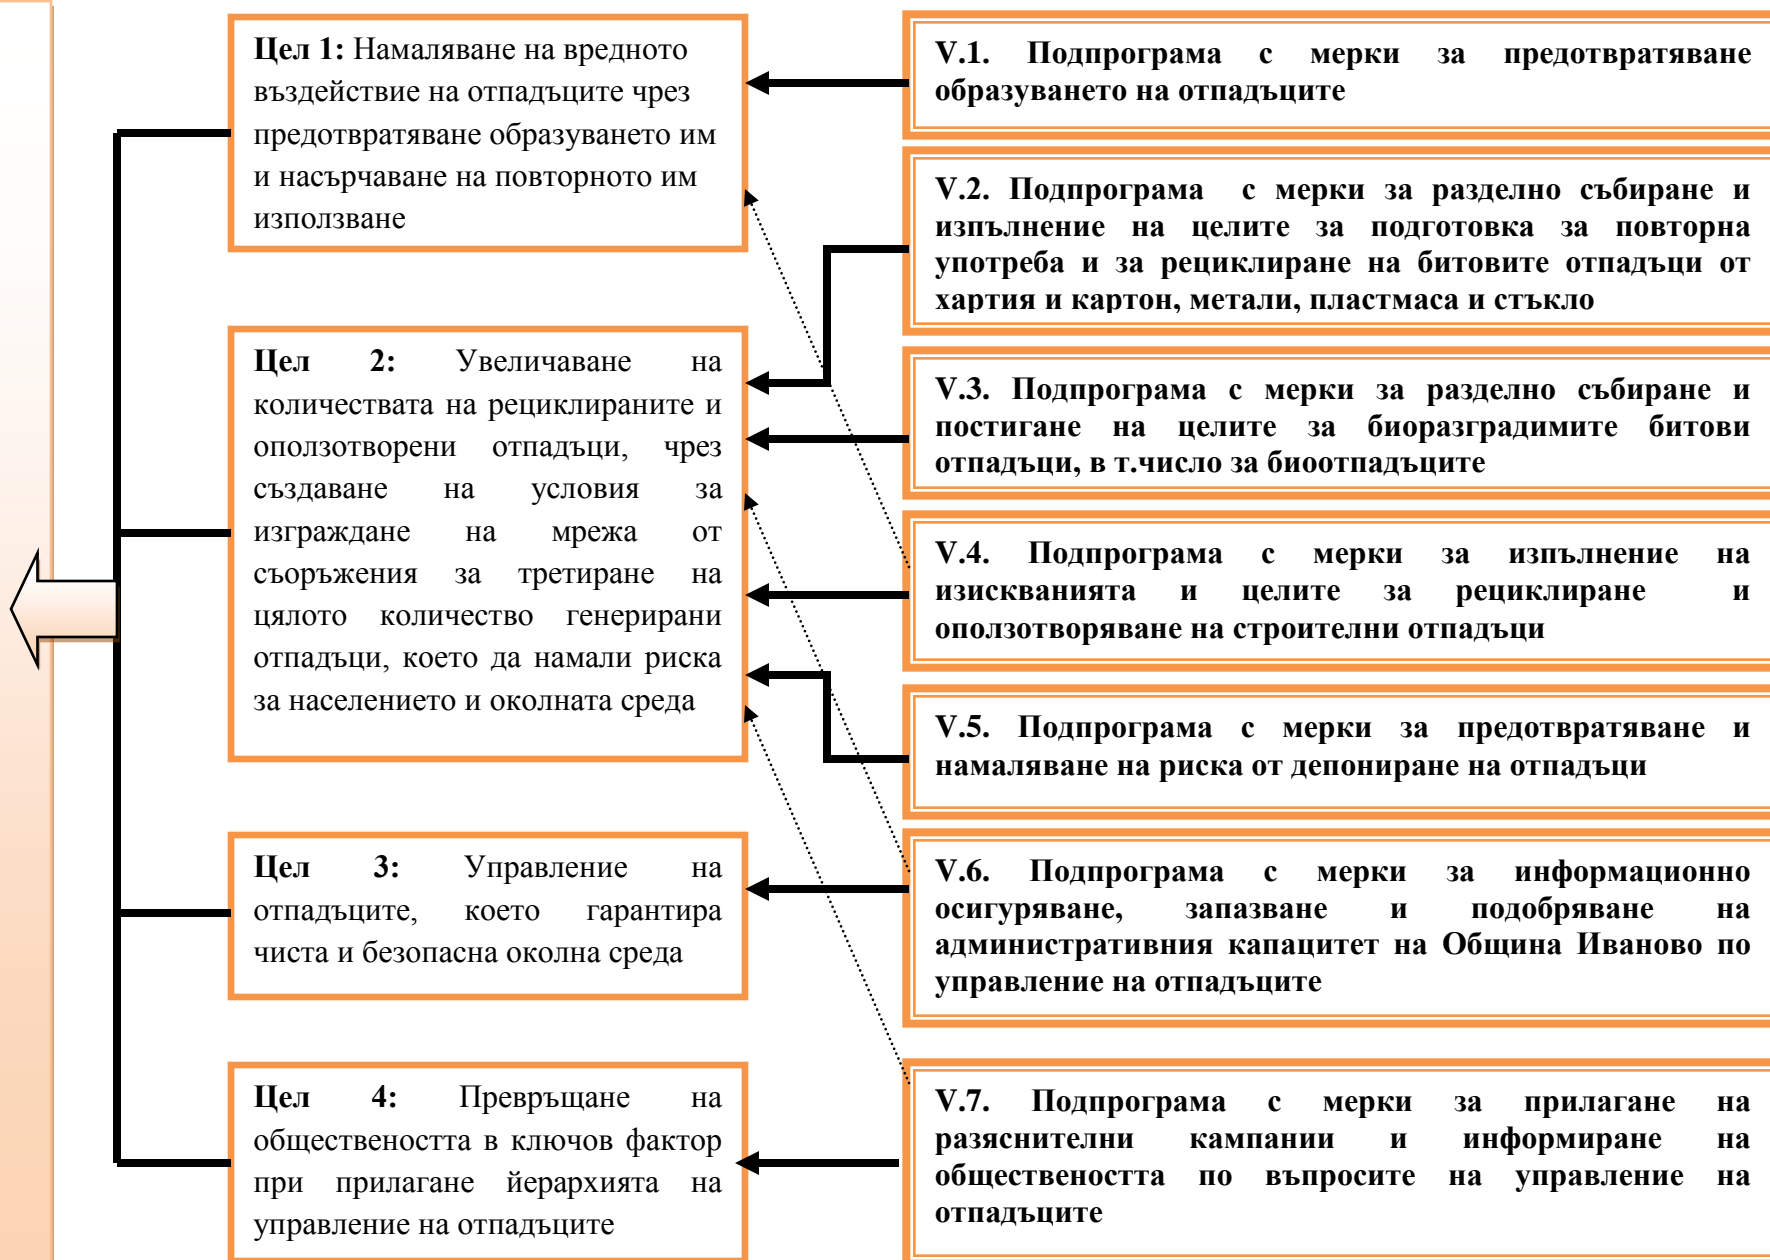 Цел 1: Намаляване на вредното
въздействие на отпадъците чрез
предотвратяване образуването им
и насърчаване на повторното им
използване
Цел 2: Увеличаване на
количествата на рециклираните и
оползотворени отпадъци, чрез
създаване на условия за
изграждане на мрежа от
съоръжения за третиране на
цялото количество генерирани
отпадъци, което да намали риска
за населението и околната среда
Цел 3: Управление на
отпадъците, което гарантира
чиста и безопасна околна среда
Цел 4: Превръщане на
обществеността в ключов фактор
при прилагане йерархията на
управление на отпадъците
V.1. Подпрограма с мерки за предотвратяване
образуването на отпадъците
V.2. Подпрограма с мерки за разделно събиране и
изпълнение на целите за подготовка за повторна
употреба и за рециклиране на битовите отпадъци от
хартия и картон, метали, пластмаса и стъкло
V.3. Подпрограма с мерки за разделно събиране и
постигане на целите за биоразградимите битови
отпадъци, в т.число за биоотпадъците
V.4. Подпрограма с мерки за изпълнение на
изискванията и целите за рециклиране и
оползотворяване на строителни отпадъци
V.5. Подпрограма с мерки за предотвратяване и
намаляване на риска от депониране на отпадъци
V.6. Подпрограма с мерки за информационно
осигуряване, запазване и подобряване на
административния капацитет на Община Иваново по
управление на отпадъците
V.7. Подпрограма с мерки за прилагане на
разяснителни кампании и информиране на
обществеността по въпросите на управление на
отпадъците